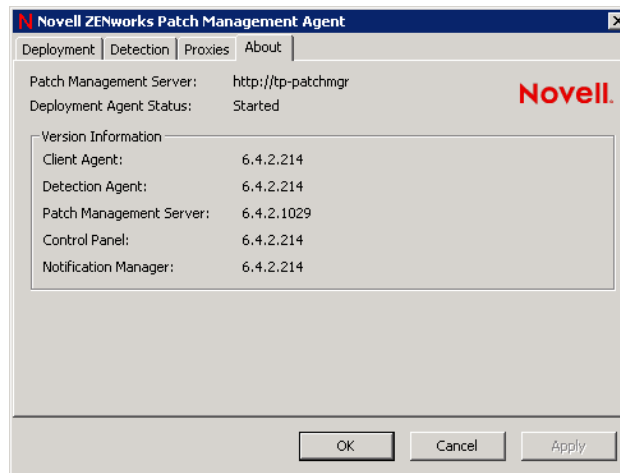 Novell ZENworks Patch Management Agent
Deployment Detection Proxies About
Patch Management Server: http://tp-patchmgr
Deployment Agent Status: Started
Novell.
Version Information
Client Agent: 6.4.2.214
Detection Agent: 6.4.2.214
Patch Management Server: 6.4.2.1029
Control Panel: 6.4.2.214
Notification Manager: 6.4.2.214
OK Cancel Apply